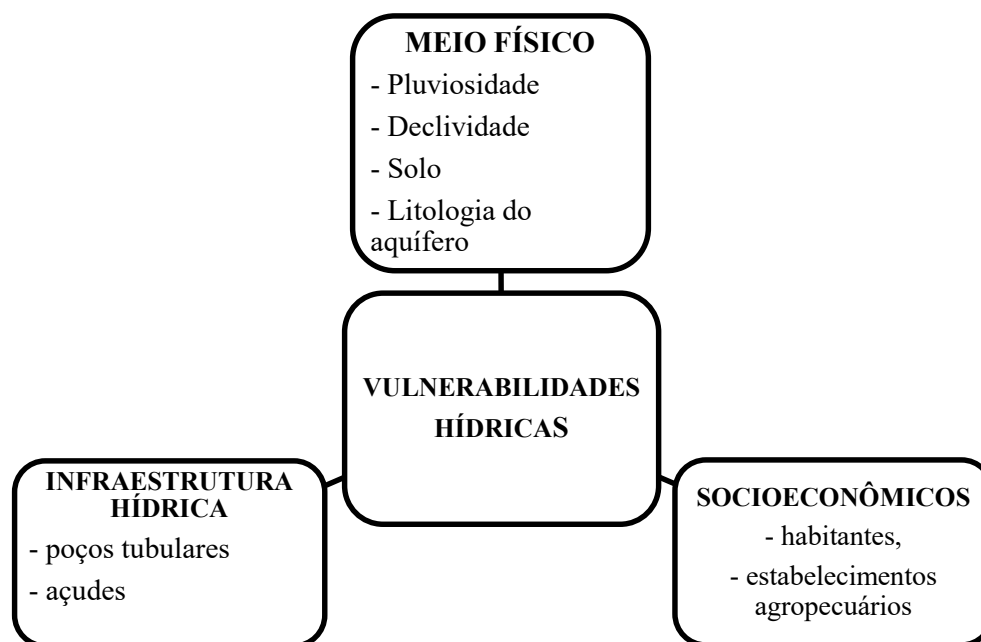 MEIO FÍSICO
- Pluviosidade
- Declividade
- Solo
- Litologia do
aquífero
VULNERABILIDADES
HÍDRICAS
INFRAESTRUTURA
HÍDRICA
- poços tubulares
- açudes
SOCIOECONÔMICOS
- habitantes,
- estabelecimentos
agropecuários